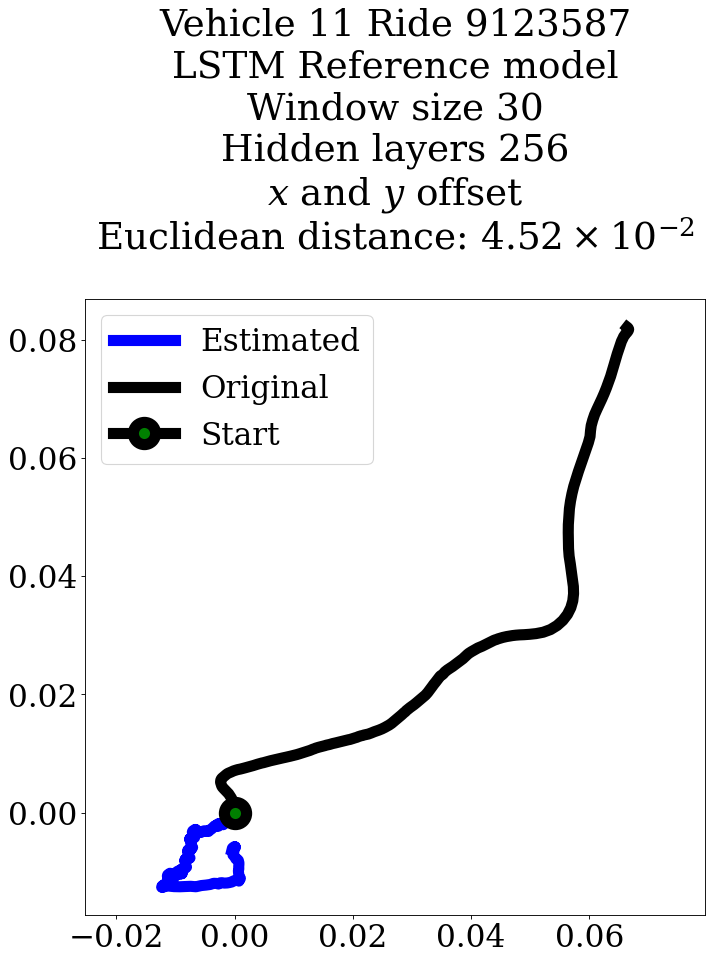 Vehicle 11 Ride 9123587
LSTM Reference model
Window size 30
Hidden layers 256
x and y offset
Euclidean distance: 4.52 × 10⁻²
Estimated
Original
Start
0.08
0.06
0.04
0.02
0.00
−0.02 0.00 0.02 0.04 0.06